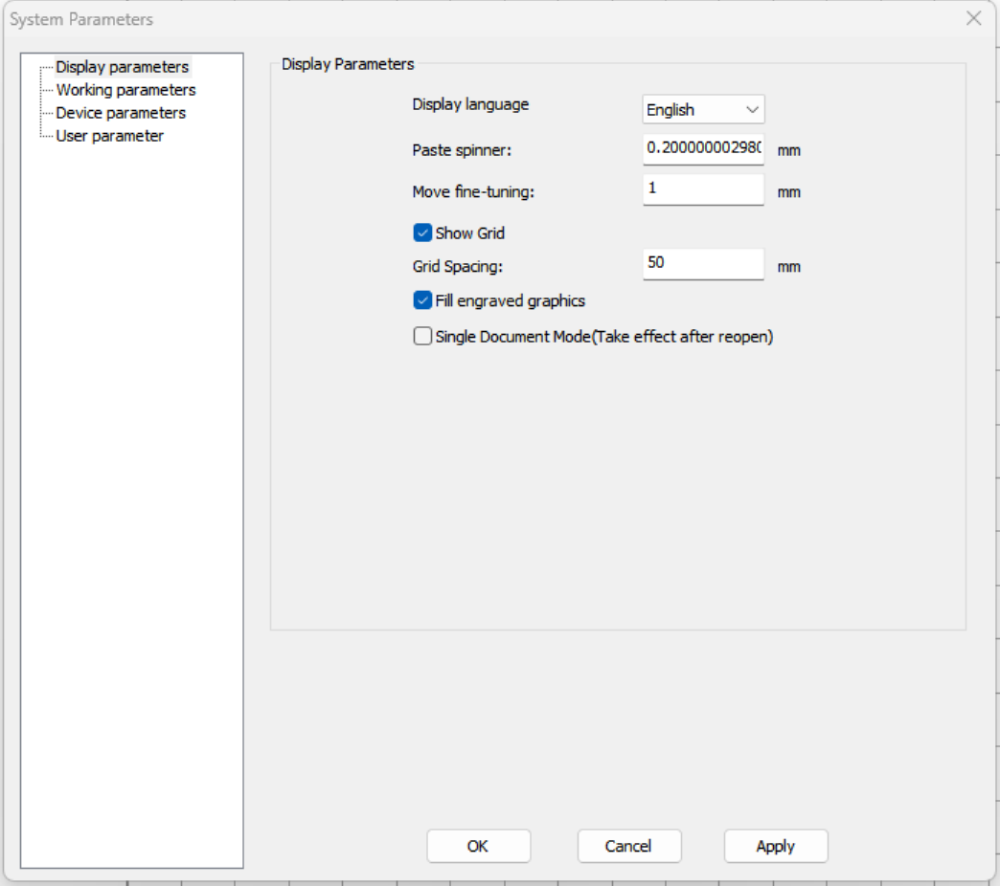 System Parameters
Display parameters
Working parameters
Device parameters
User parameter
Display Parameters
Display language
English
Paste spinner:
0.20000000298( mm
Move fine-tuning:
1 mm
Show Grid
Grid Spacing:
50 mm
Fill engraved graphics
Single Document Mode(Take effect after reopen)
OK
Cancel
Apply